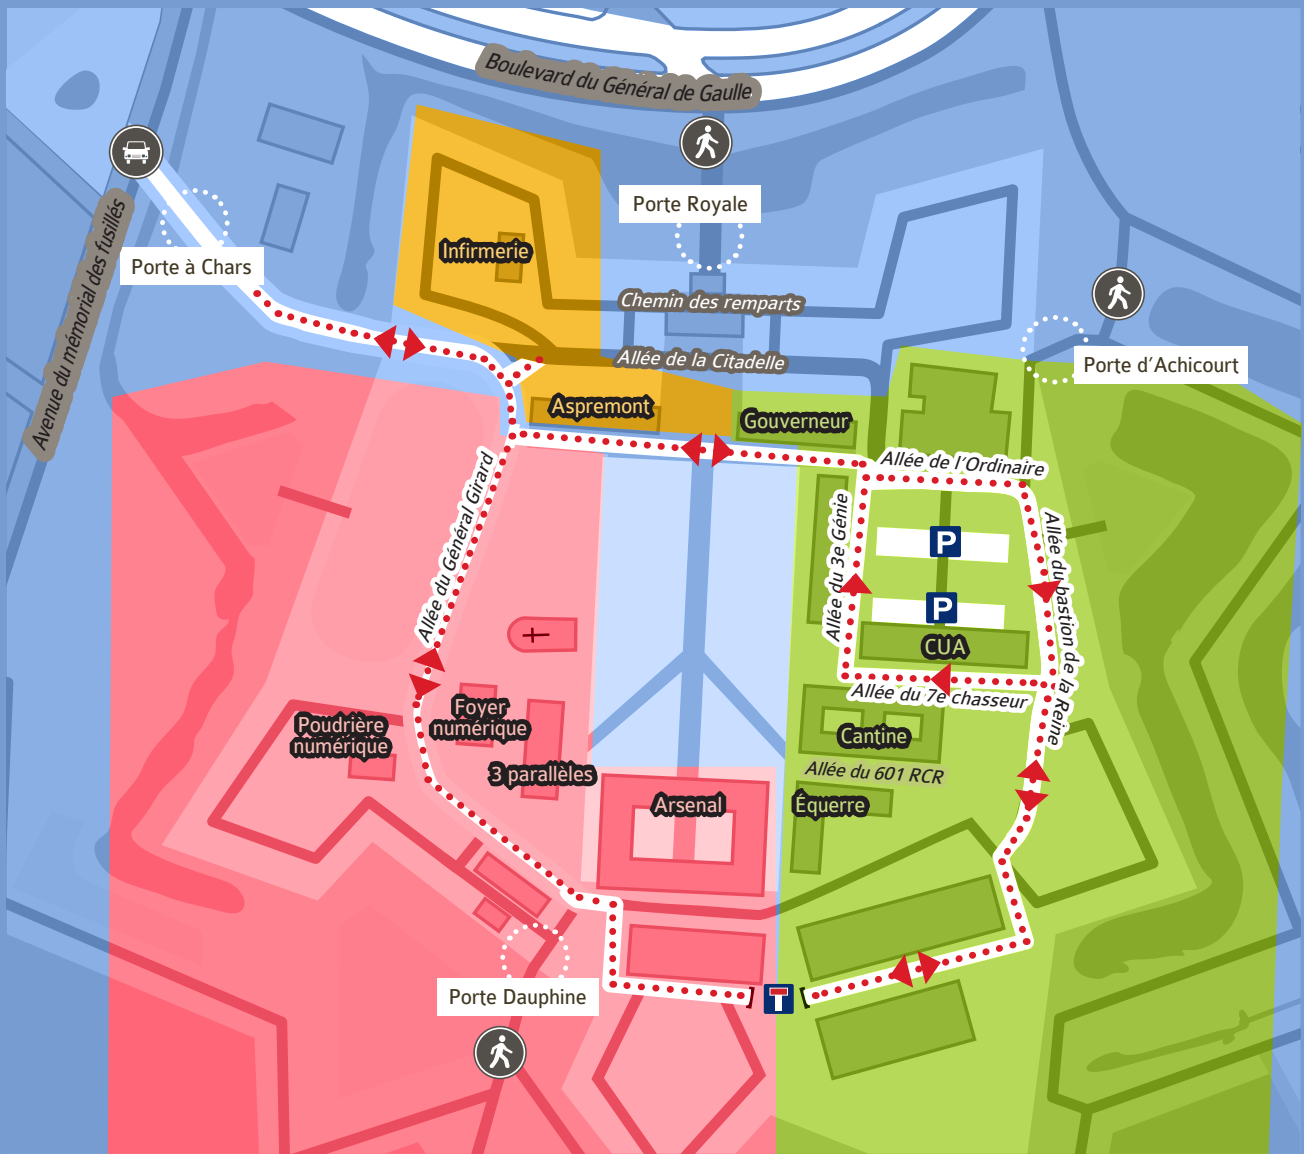 Boulevard du Général de Gaulle
Porte Royale
Avenue du mémorial des fusillés
Infirmerie
Porte à Chars
Chemin des remparts
Allée de la Citadelle
Porte d’Achicourt
Aspremont
Gouverneur
Allée de l’Ordinaire
Allée du Général Girard
Allée du 3e Génie
P
P
Allée du bastion de la Reine
CUA
Allée du 7e chasseur
Foyer
numérique
Poudrière
numérique
Cantine
3 parallèles
Allée du 601 RCR
Arsenal
Équerre
Porte Dauphine